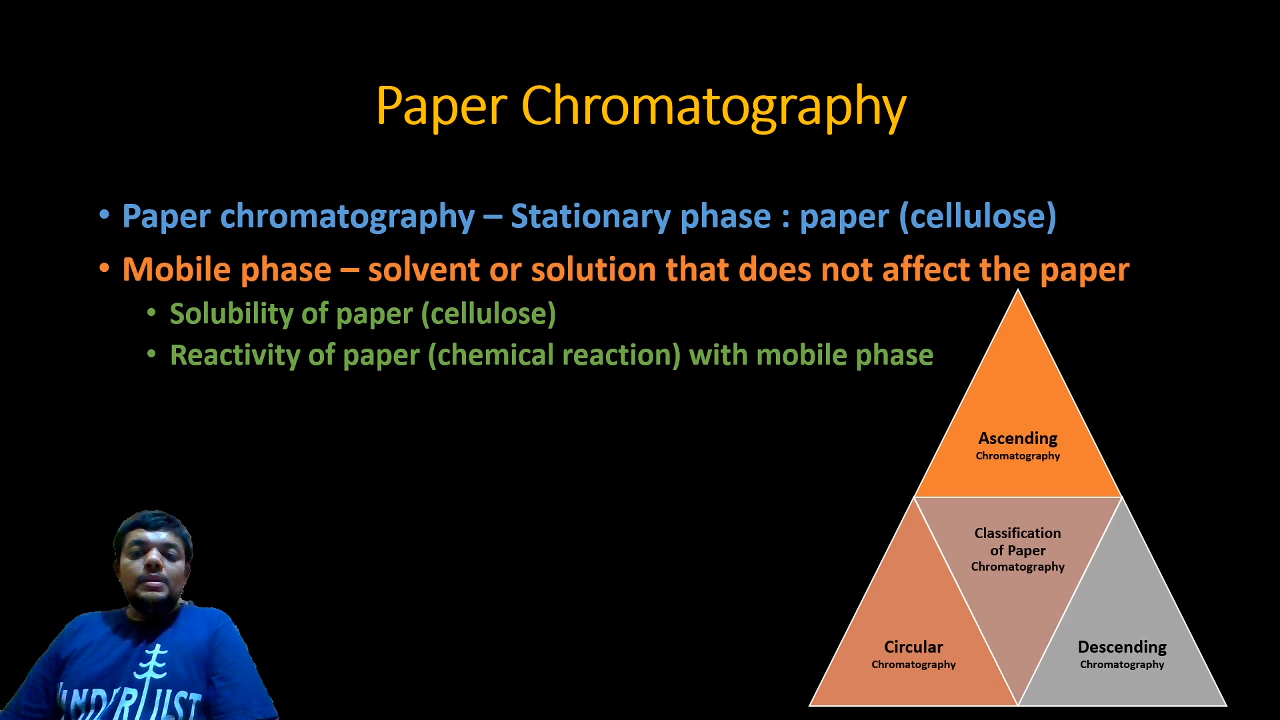 Paper Chromatography
• Paper chromatography – Stationary phase : paper (cellulose)
• Mobile phase – solvent or solution that does not affect the paper
• Solubility of paper (cellulose)
• Reactivity of paper (chemical reaction) with mobile phase
Ascending
Chromatography
Classification
of Paper
Chromatography
Circular
Chromatography
Descending
Chromatography